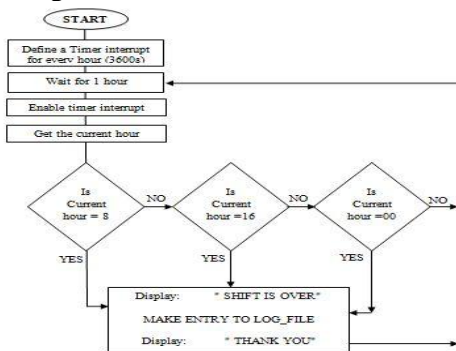 START
Define a Timer interrupt
for every hour (3600s)
Wait for 1 hour
Enable timer interrupt
Get the current hour
Is
Current
hour = 8
NO
Is
Current
hour =16
NO
Is
Current
hour =00
NO
YES
YES
YES
Display: " SHIFT IS OVER"
MAKE ENTRY TO LOG_FILE
Display: " THANK YOU"